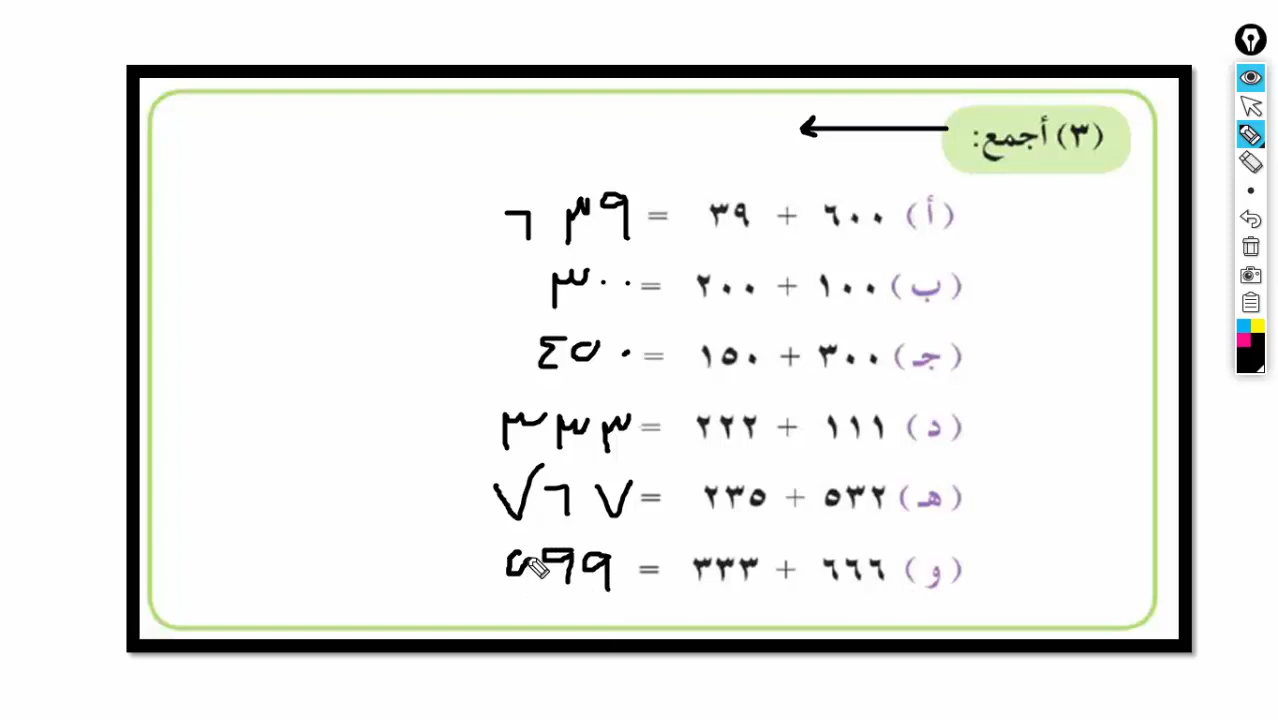 (٣) أجمع:
(أ) ٦٠٠ + ٣٩ = ٦٣٩
(ب) ١٠٠ + ٢٠٠ = ٣٠٠
(جـ) ٣٠٠ + ١٥٠ = ٤٥٠
(د) ١١١ + ٢٢٢ = ٣٣٣
(هـ) ٥٣٢ + ٢٣٥ = ٧٦٧
(و) ٦٦٦ + ٣٣٣ =